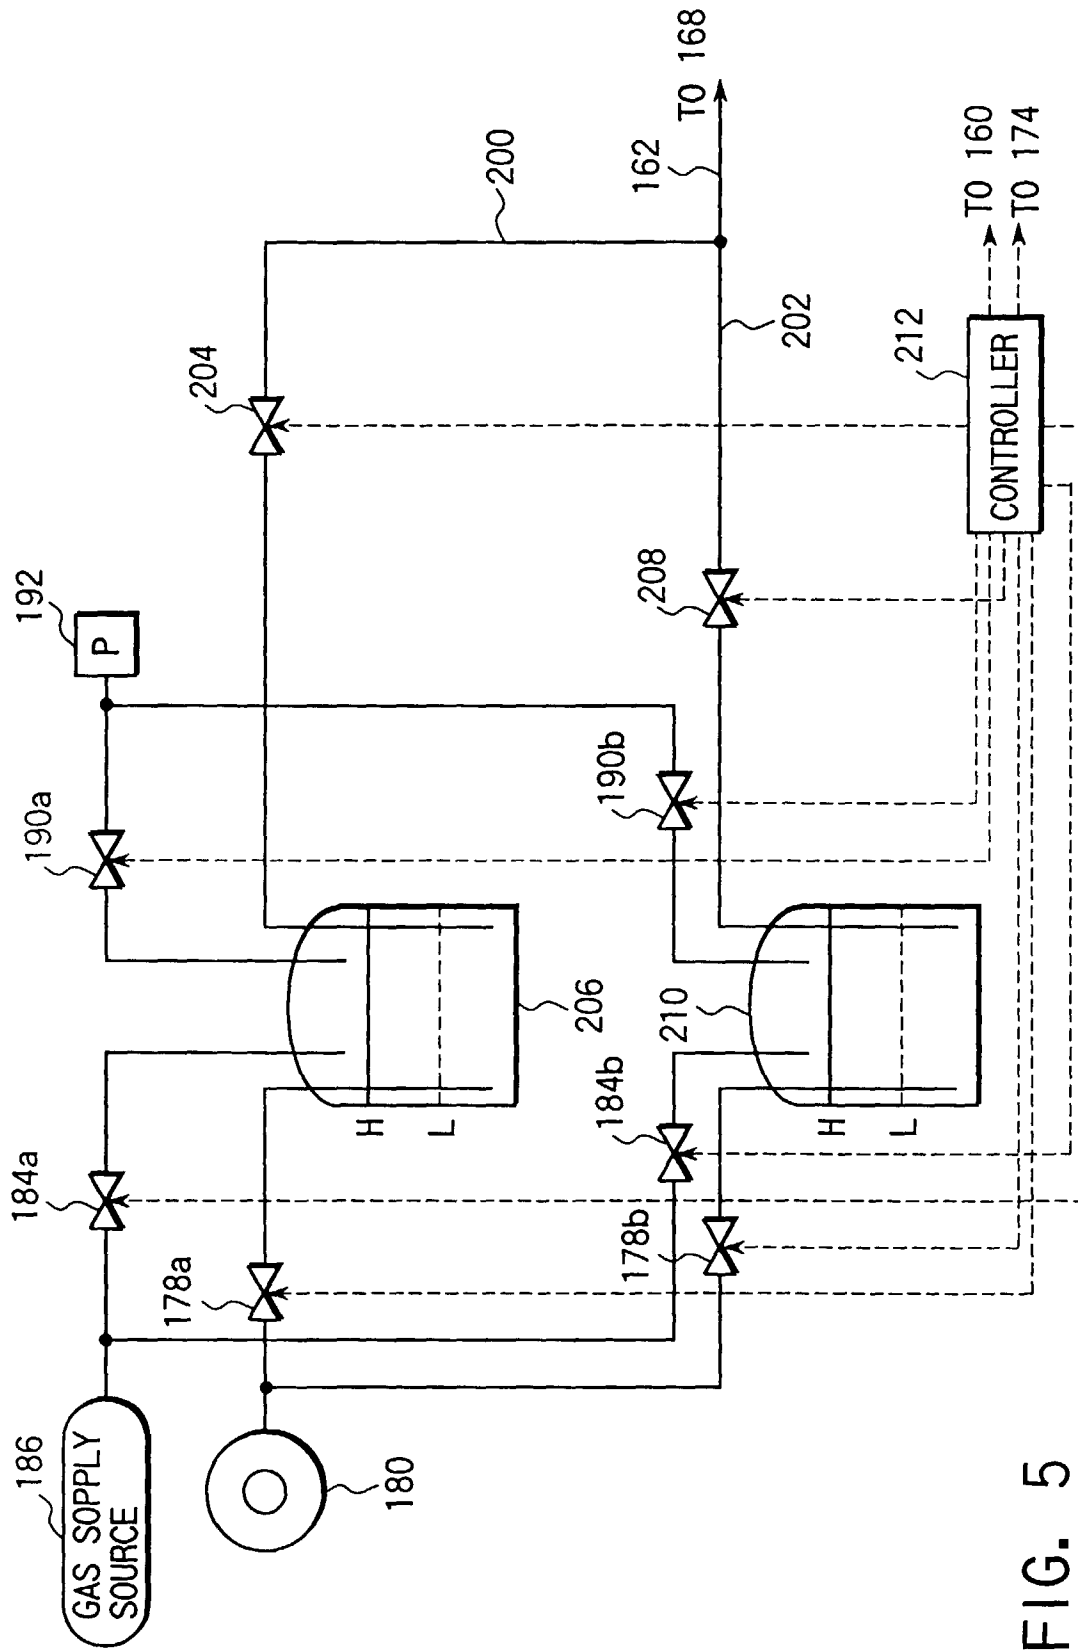 186
GAS SOPPLY
SOURCE
180
184a
178a
190a
192
P
204
200
H
L
206
184b
178b
190b
208
202
162
TO 168
210
H
L
212
CONTROLLER
TO 160
TO 174
FIG. 5